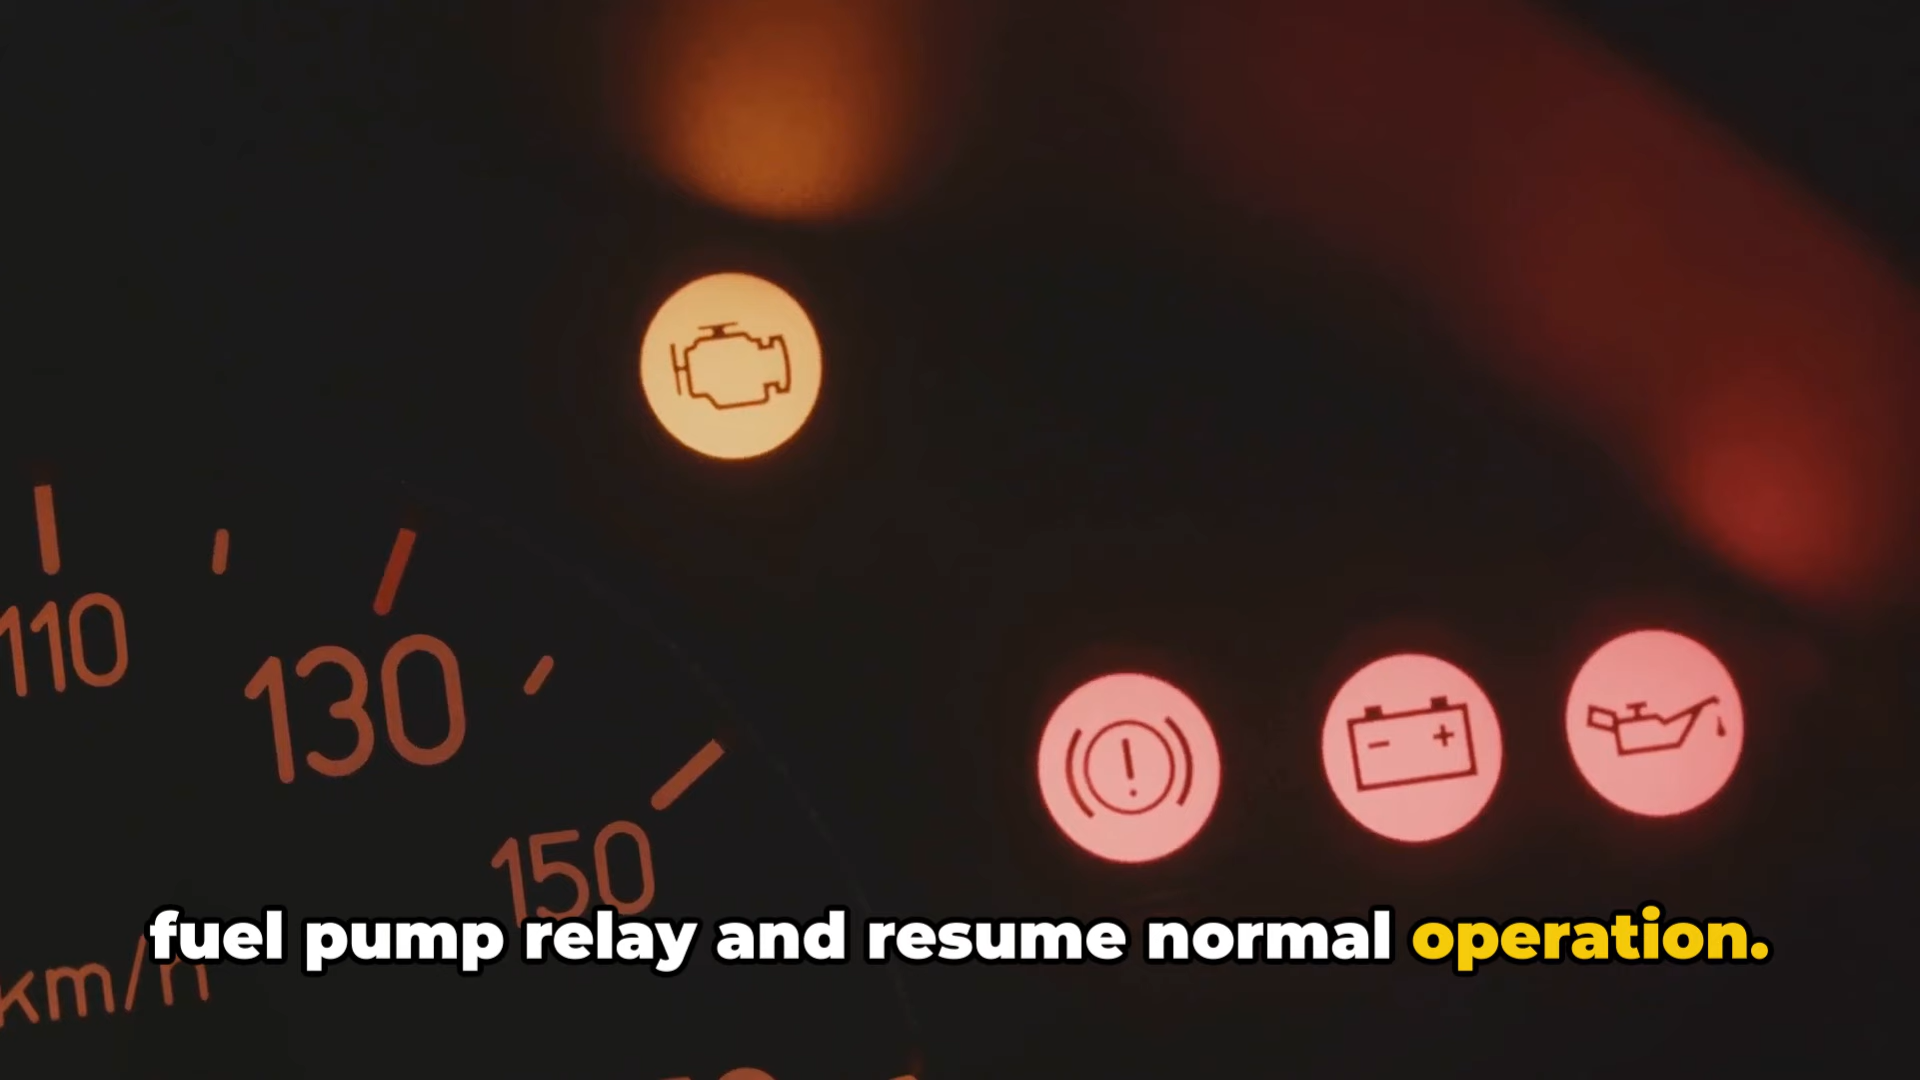 110
130
150
km/h
fuel pump relay and resume normal operation.